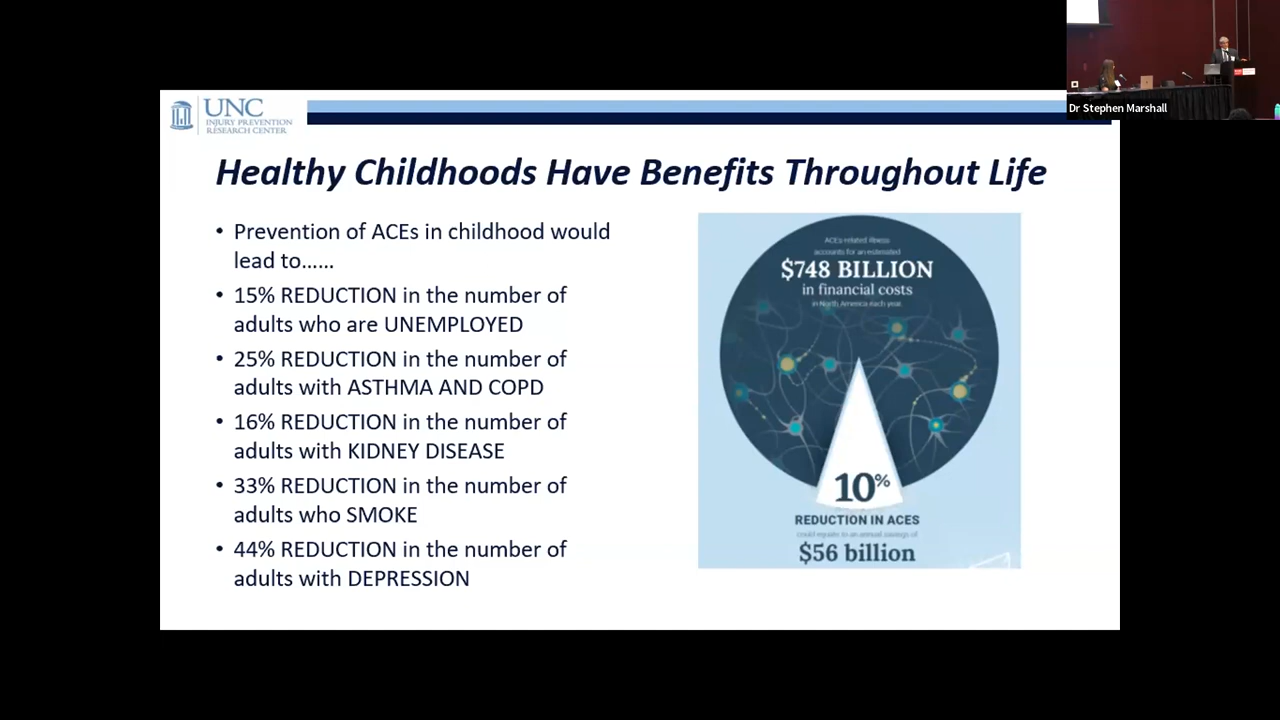 Dr Stephen Marshall
UNC
INJURY PREVENTION
RESEARCH CENTER
Healthy Childhoods Have Benefits Throughout Life
• Prevention of ACEs in childhood would
lead to......
• 15% REDUCTION in the number of
adults who are UNEMPLOYED
• 25% REDUCTION in the number of
adults with ASTHMA AND COPD
• 16% REDUCTION in the number of
adults with KIDNEY DISEASE
• 33% REDUCTION in the number of
adults who SMOKE
• 44% REDUCTION in the number of
adults with DEPRESSION
ACEs-related illness
accounts for an estimated
$748 BILLION
in financial costs
in North America each year.
10%
REDUCTION IN ACES
could equate to an annual savings of
$56 billion